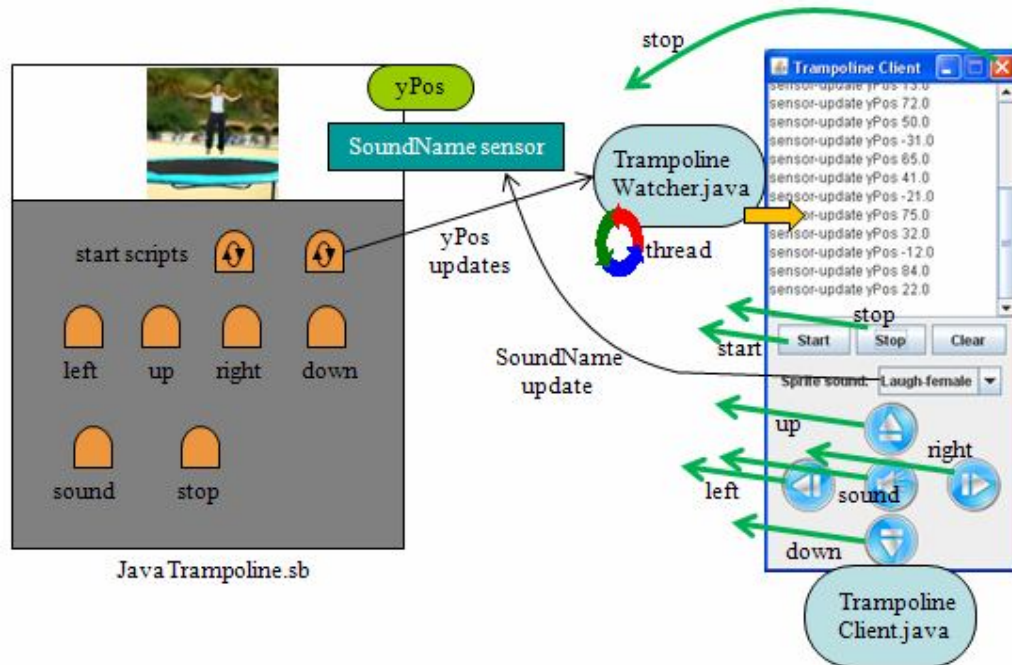 stop
yPos
SoundName sensor
start scripts
left
up
right
down
sound
stop
JavaTrampoline.sb
yPos
updates
SoundName
update
Trampoline
Watcher.java
thread
Trampoline Client
sensor-update yPos 13.0
sensor-update yPos 72.0
sensor-update yPos 50.0
sensor-update yPos -31.0
sensor-update yPos 65.0
sensor-update yPos 41.0
sensor-update yPos -21.0
sensor-update yPos 75.0
sensor-update yPos 32.0
sensor-update yPos -12.0
sensor-update yPos 84.0
sensor-update yPos 22.0
stop
start
Start
Stop
Clear
Sprite sound:
Laugh-female
up
right
left
sound
down
Trampoline
Client.java